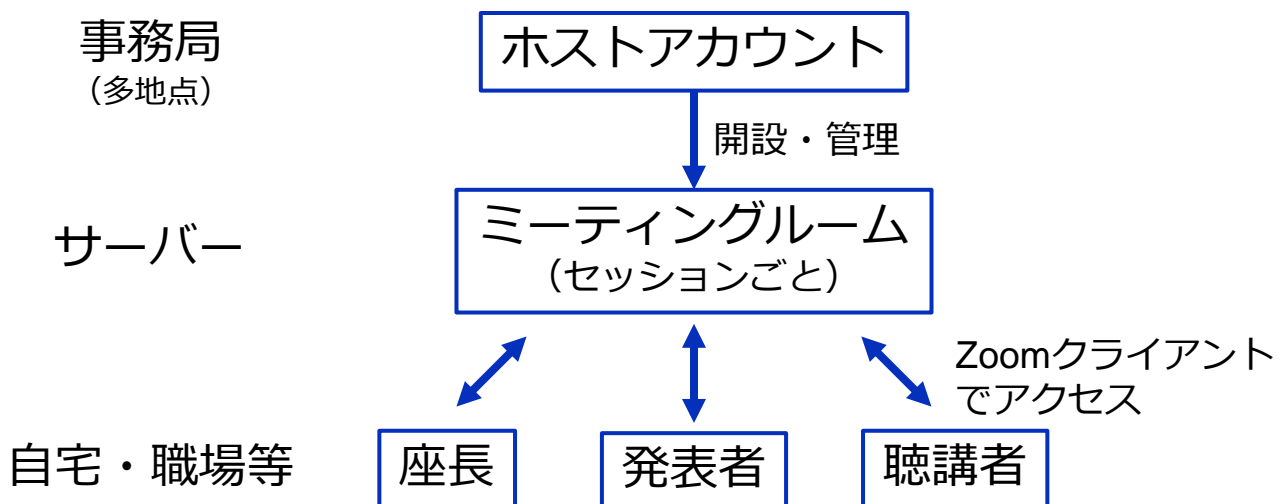 事務局
（多地点）
ホストアカウント
開設・管理
サーバー
ミーティングルーム
（セッションごと）
Zoomクライアント
でアクセス
自宅・職場等
座長
発表者
聴講者